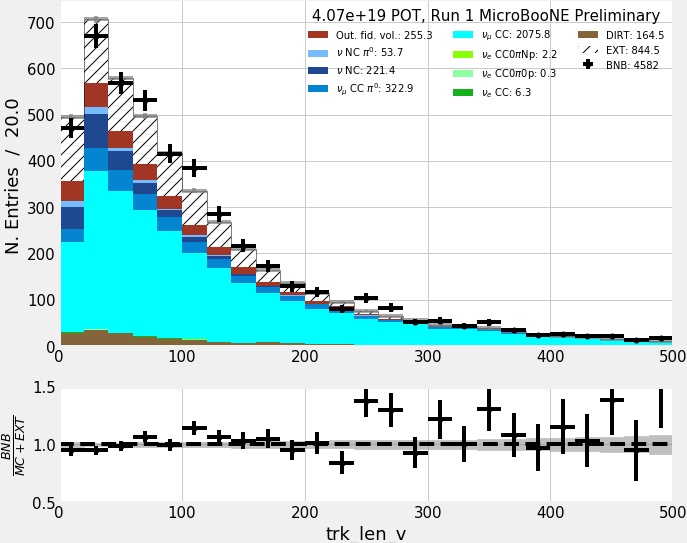 4.07e+19 POT, Run 1 MicroBooNE Preliminary
Out. fid. vol.: 255.3
ν NC π⁰: 53.7
ν NC: 221.4
ν_μ CC π⁰: 322.9
ν_μ CC: 2075.8
ν_e CC0πNp: 2.2
ν_e CC0π0p: 0.3
ν_e CC: 6.3
DIRT: 164.5
EXT: 844.5
BNB: 4582
N. Entries / 20.0
700
600
500
400
300
200
100
0
0 100 200 300 400 500
BNB
MC + EXT
1.5
1.0
0.5
0 100 200 300 400 500
trk_len_v